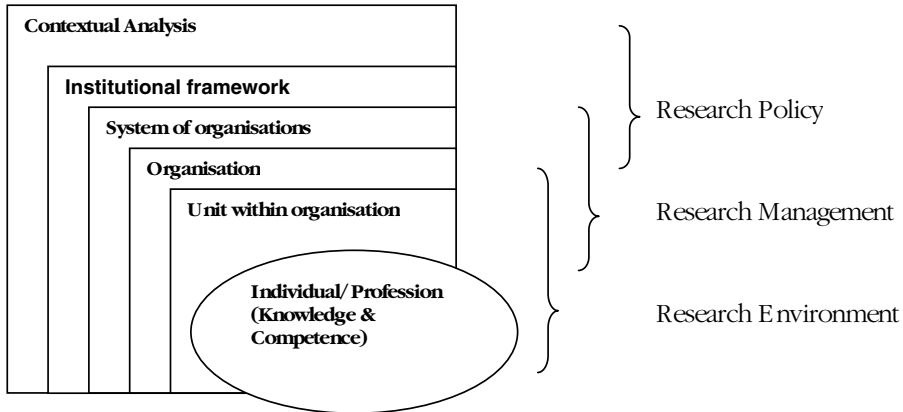 Contextual Analysis
Institutional framework
System of organisations
Organisation
Unit within organisation
Individual/ Profession
(Knowledge &
Competence)
Research Policy
Research Management
Research Environment